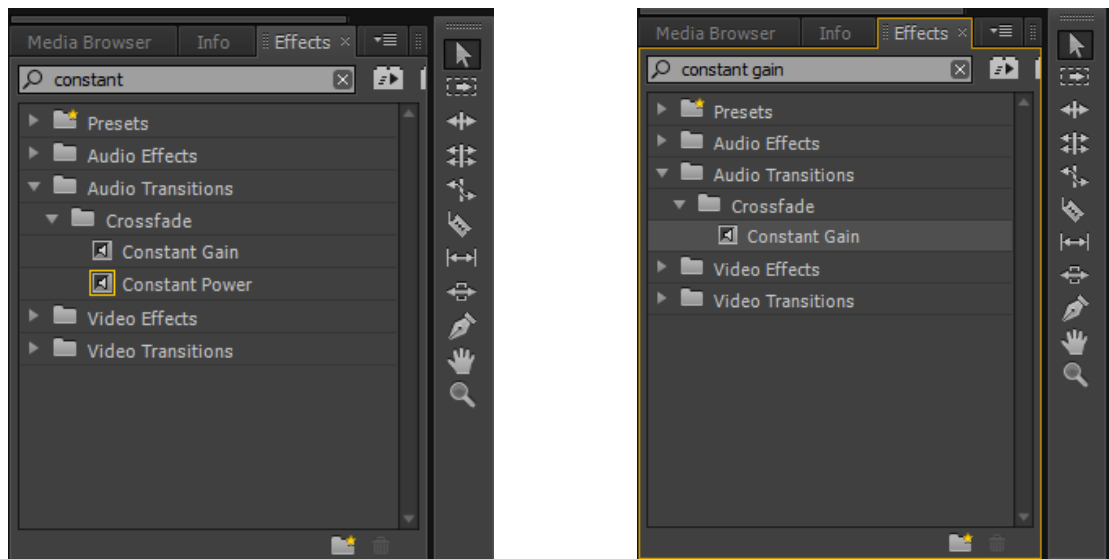 Media Browser Info Effects ×
constant
Presets
Audio Effects
Audio Transitions
Crossfade
Constant Gain
Constant Power
Video Effects
Video Transitions
Media Browser Info Effects ×
constant gain
Presets
Audio Effects
Audio Transitions
Crossfade
Constant Gain
Video Effects
Video Transitions